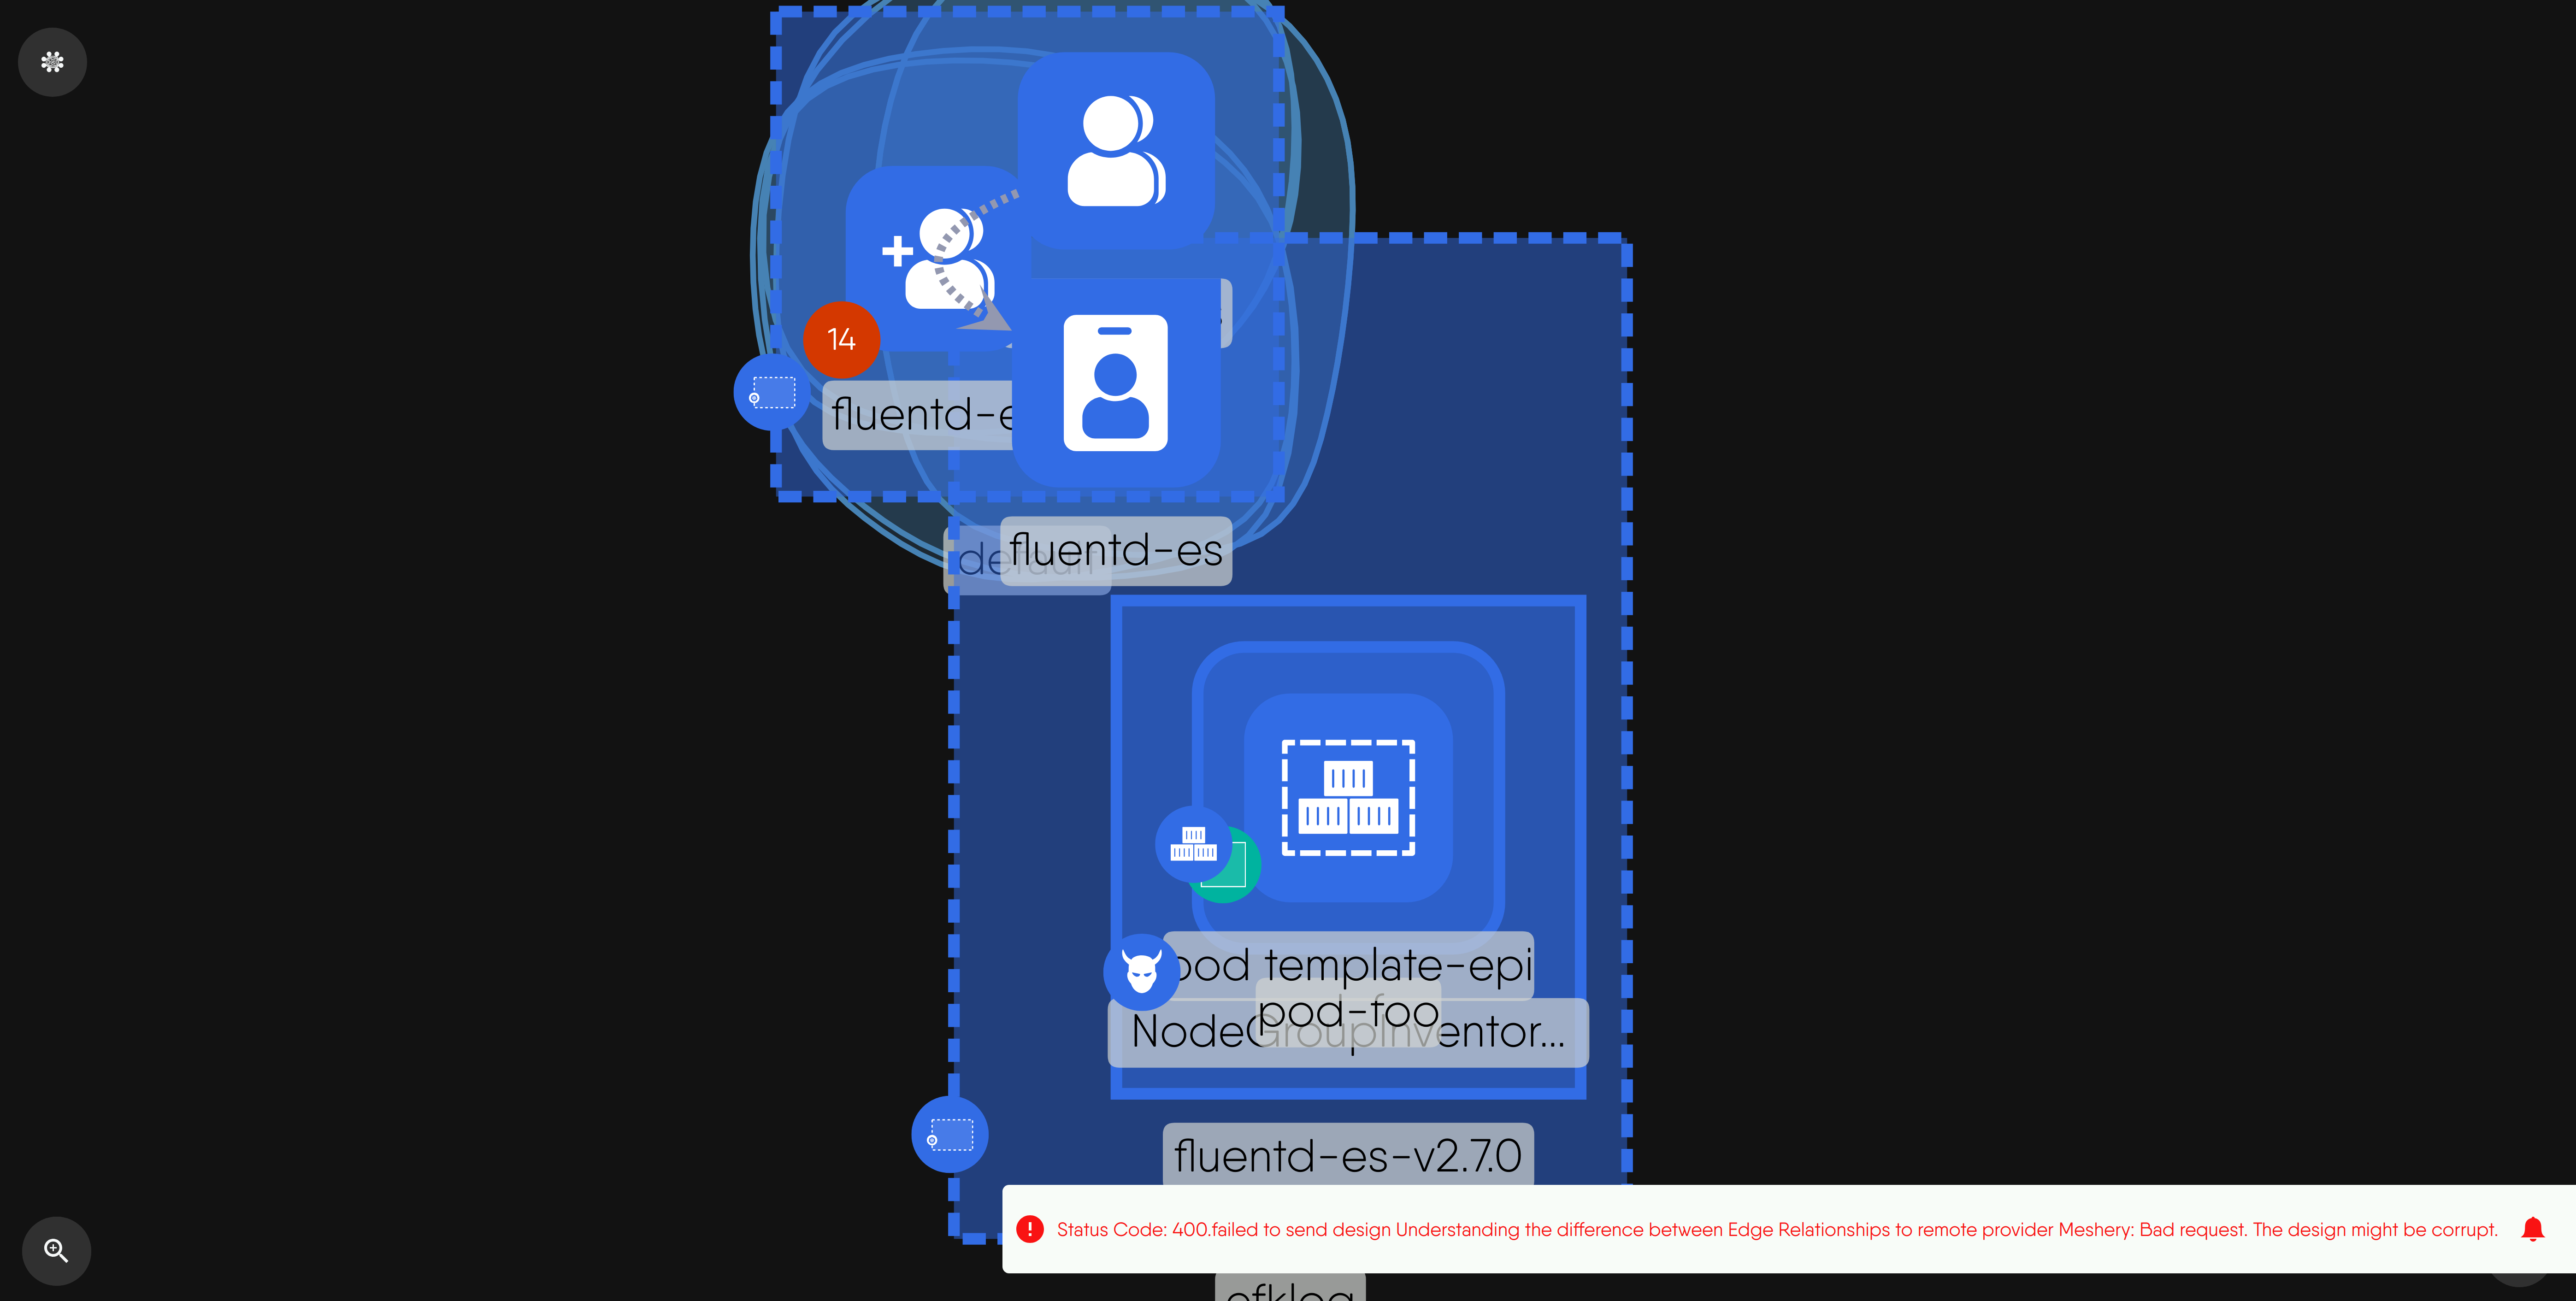 14
fluentd-e
default
fluentd-es
pod template-epi
pod-foo
NodeGroupInventor...
fluentd-es-v2.7.0
Status Code: 400.failed to send design Understanding the difference between Edge Relationships to remote provider Meshery: Bad request. The design might be corrupt.
efklog